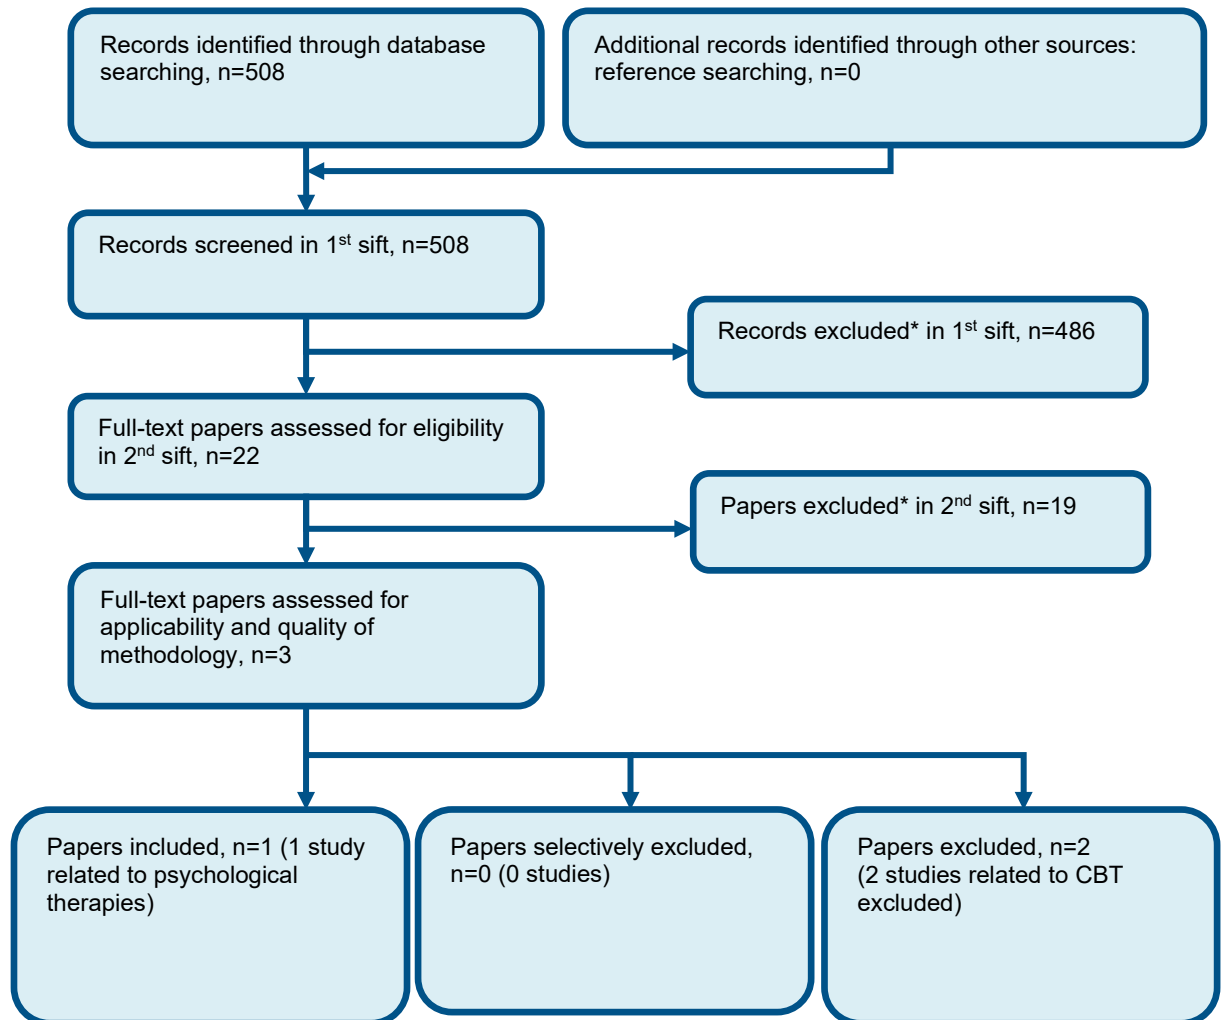 Records identified through database
searching, n=508
Additional records identified through other sources:
reference searching, n=0
Records screened in 1st sift, n=508
Records excluded* in 1st sift, n=486
Full-text papers assessed for eligibility
in 2nd sift, n=22
Papers excluded* in 2nd sift, n=19
Full-text papers assessed for
applicability and quality of
methodology, n=3
Papers included, n=1 (1 study
related to psychological
therapies)
Papers selectively excluded,
n=0 (0 studies)
Papers excluded, n=2
(2 studies related to CBT
excluded)